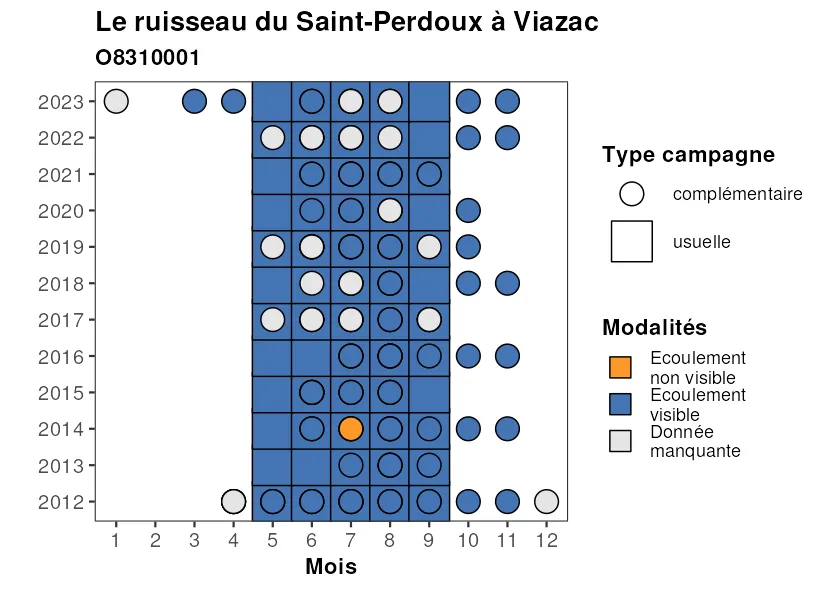 Le ruisseau du Saint-Perdoux à Viazac
O8310001
2023
2022
2021
2020
2019
2018
2017
2016
2015
2014
2013
2012
1 2 3 4 5 6 7 8 9 10 11 12
Mois
Type campagne
complémentaire
usuelle
Modalités
Ecoulement
non visible
Ecoulement
visible
Donnée
manquante